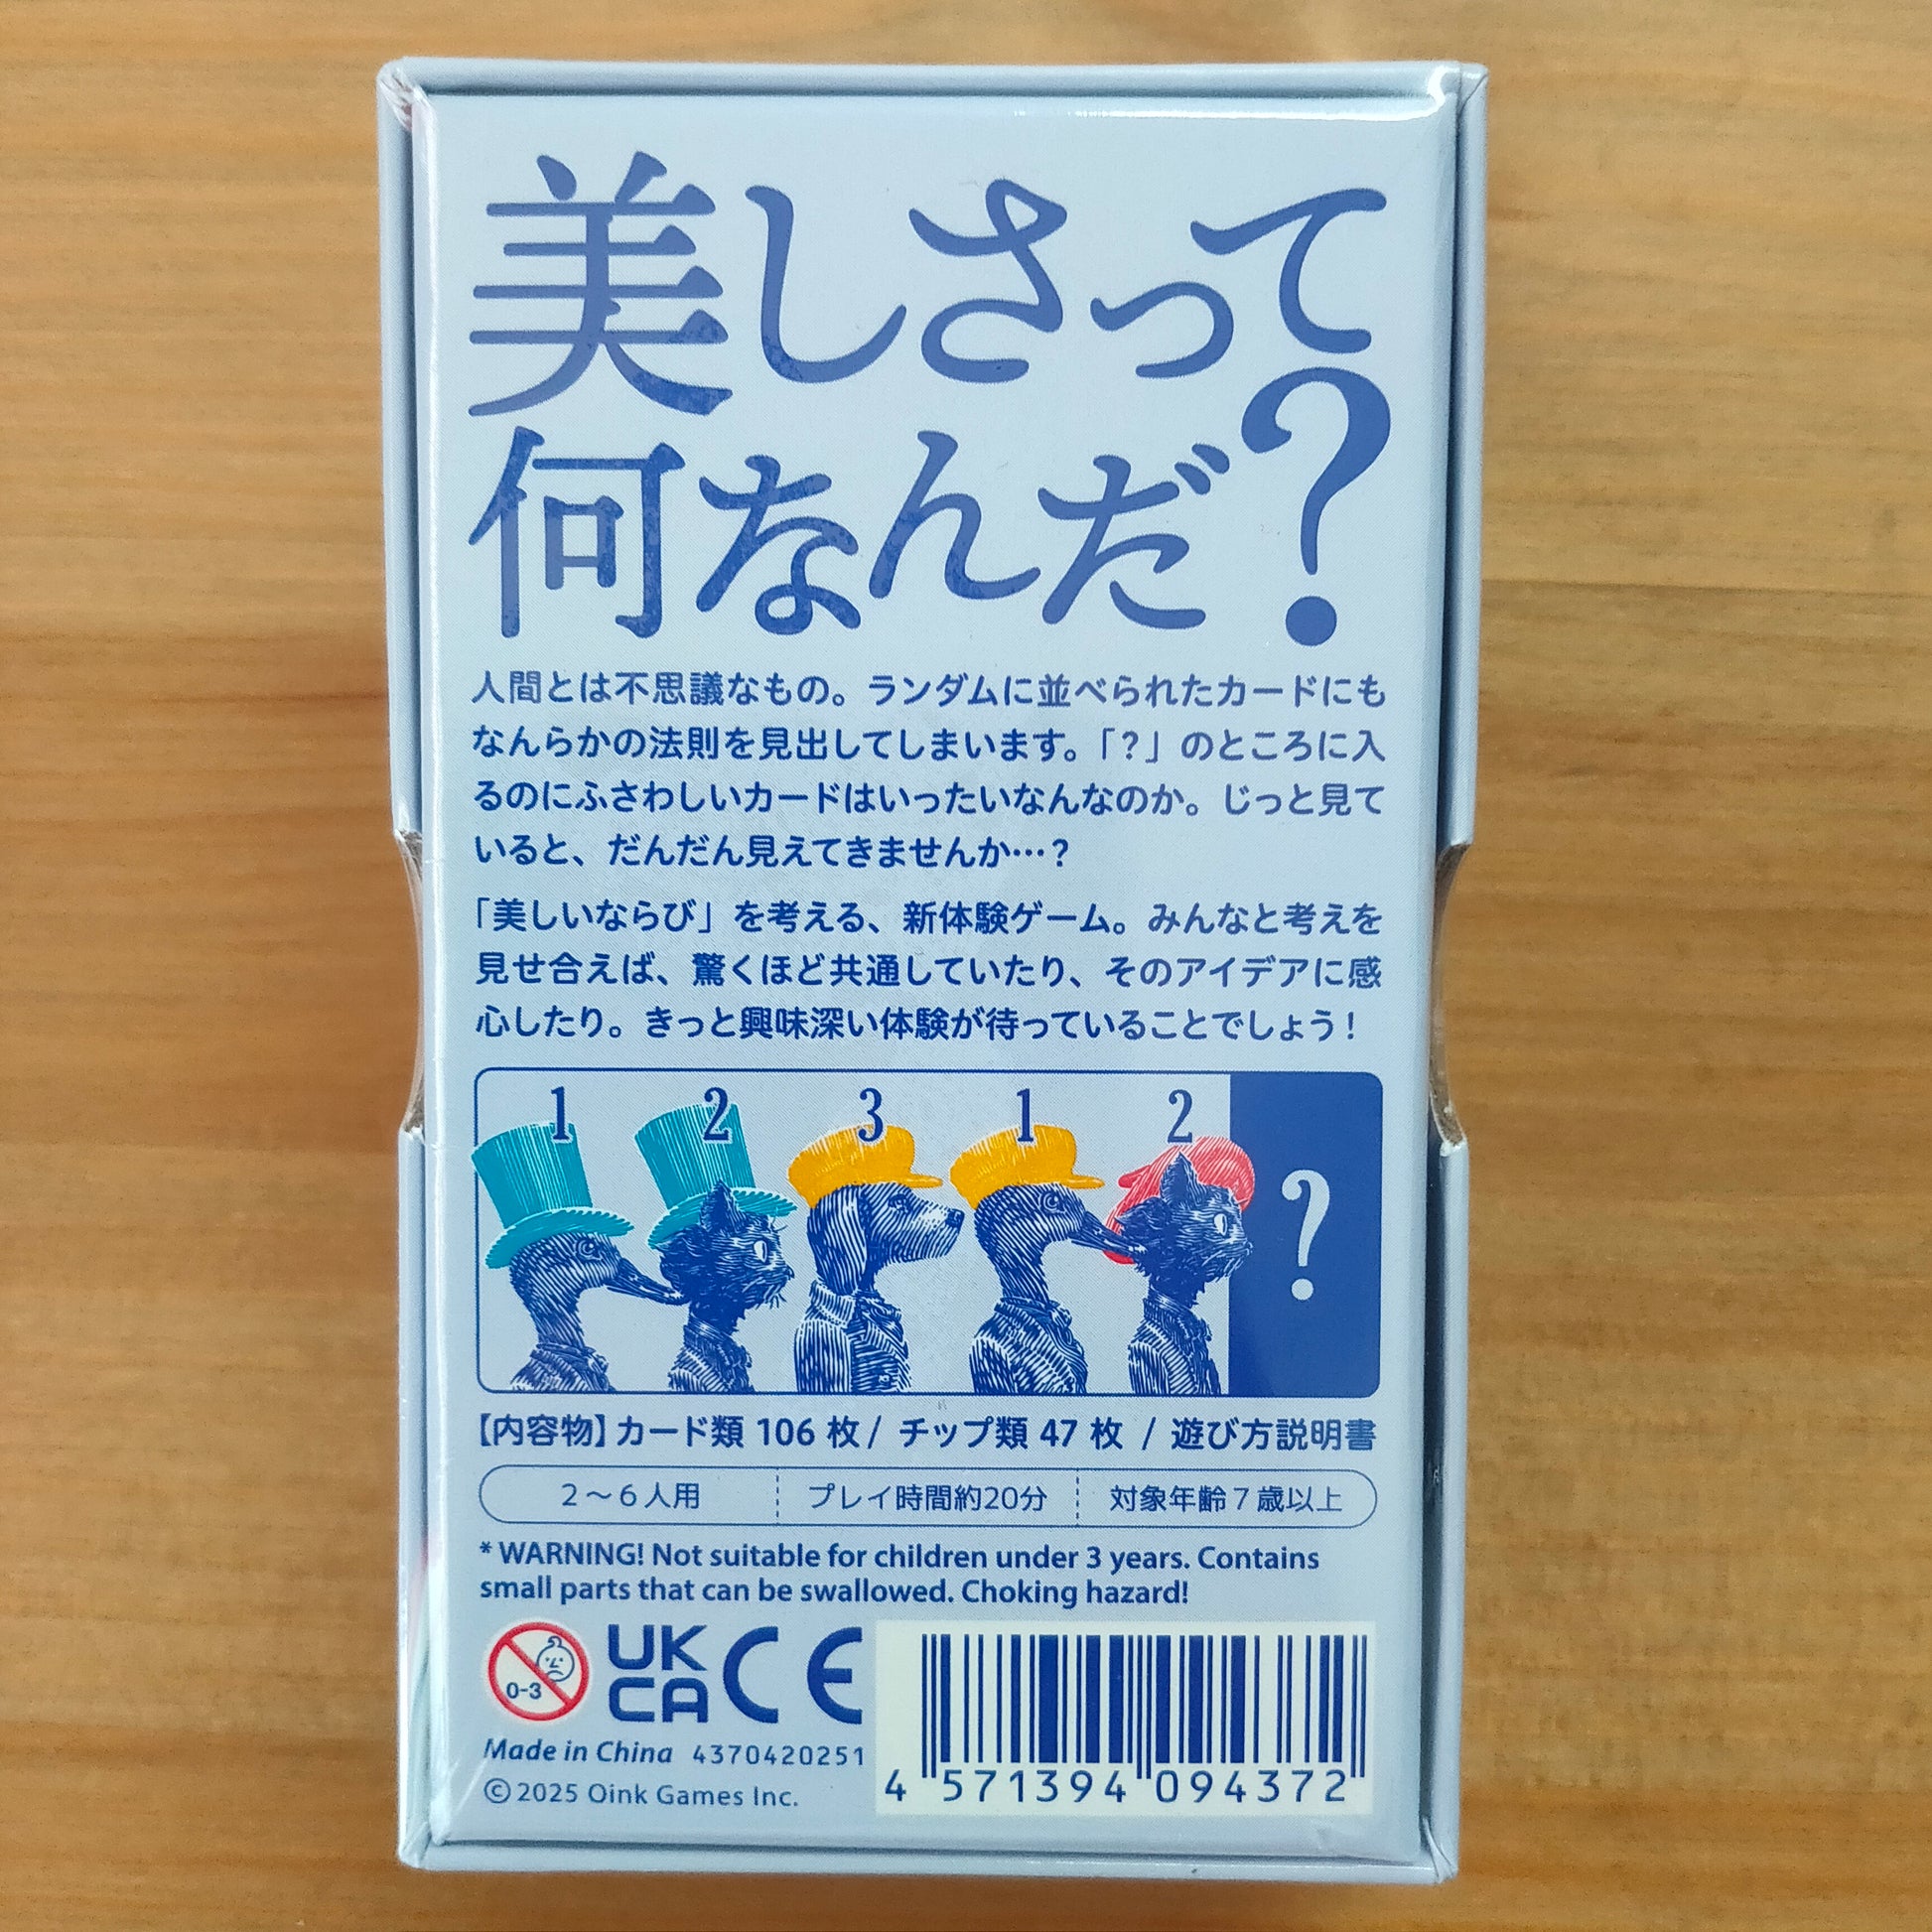 美しさって
何なんだ？
人間とは不思議なもの。ランダムに並べられたカードにも
なんらかの法則を見出してしまいます。「？」のところに入
るのにふさわしいカードはいったいなんなのか。じっと見て
いると、だんだん見えてきませんか…？
「美しいならび」を考える、新体験ゲーム。みんなと考えを
見せ合えば、驚くほど共通していたり、そのアイデアに感
心したり。きっと興味深い体験が待っていることでしょう！
1 2 3 1 2 ?
【内容物】カード類 106 枚 / チップ類 47 枚 / 遊び方説明書
2〜6人用 プレイ時間約20分 対象年齢7歳以上
* WARNING! Not suitable for children under 3 years. Contains
small parts that can be swallowed. Choking hazard!
0-3
UK
CA
CE
Made in China 4370420251
©2025 Oink Games Inc.
4 571394 094372